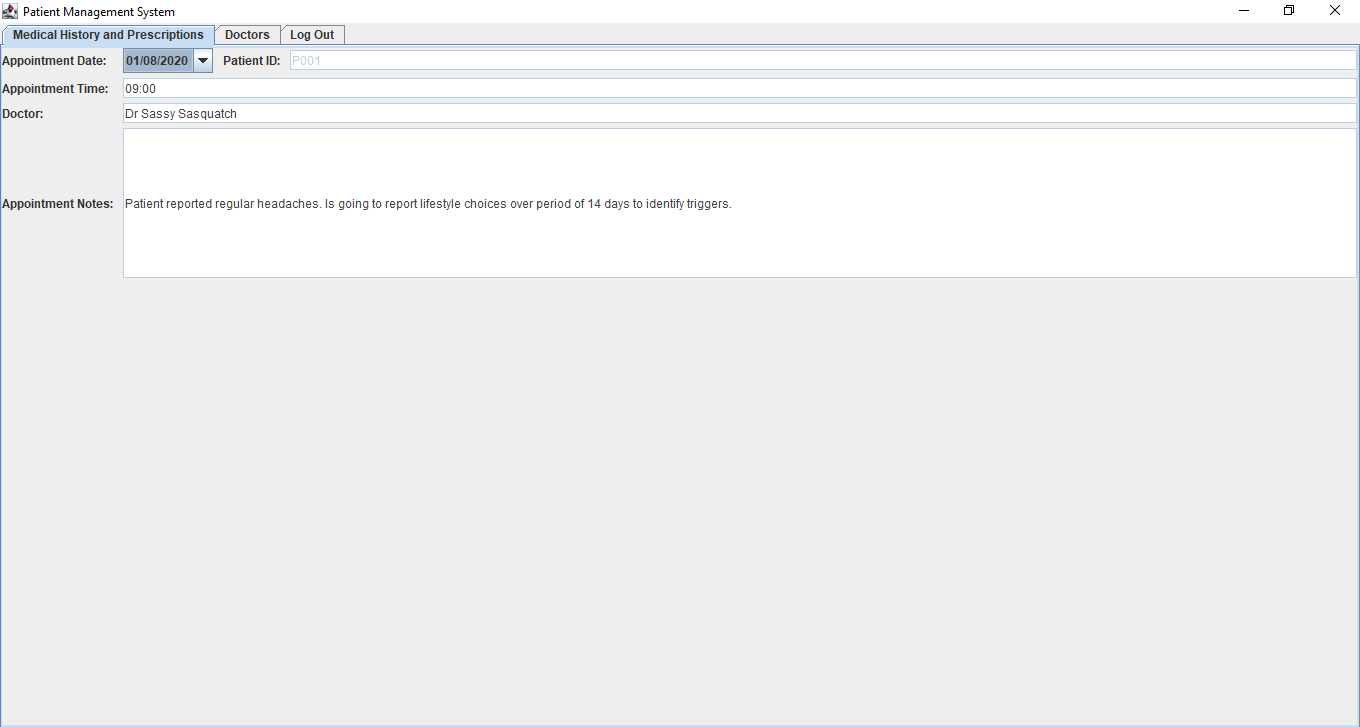 Patient Management System
Medical History and Prescriptions Doctors Log Out
Appointment Date: 01/08/2020 Patient ID: P001
Appointment Time: 09:00
Doctor: Dr Sassy Sasquatch
Appointment Notes: Patient reported regular headaches. Is going to report lifestyle choices over period of 14 days to identify triggers.